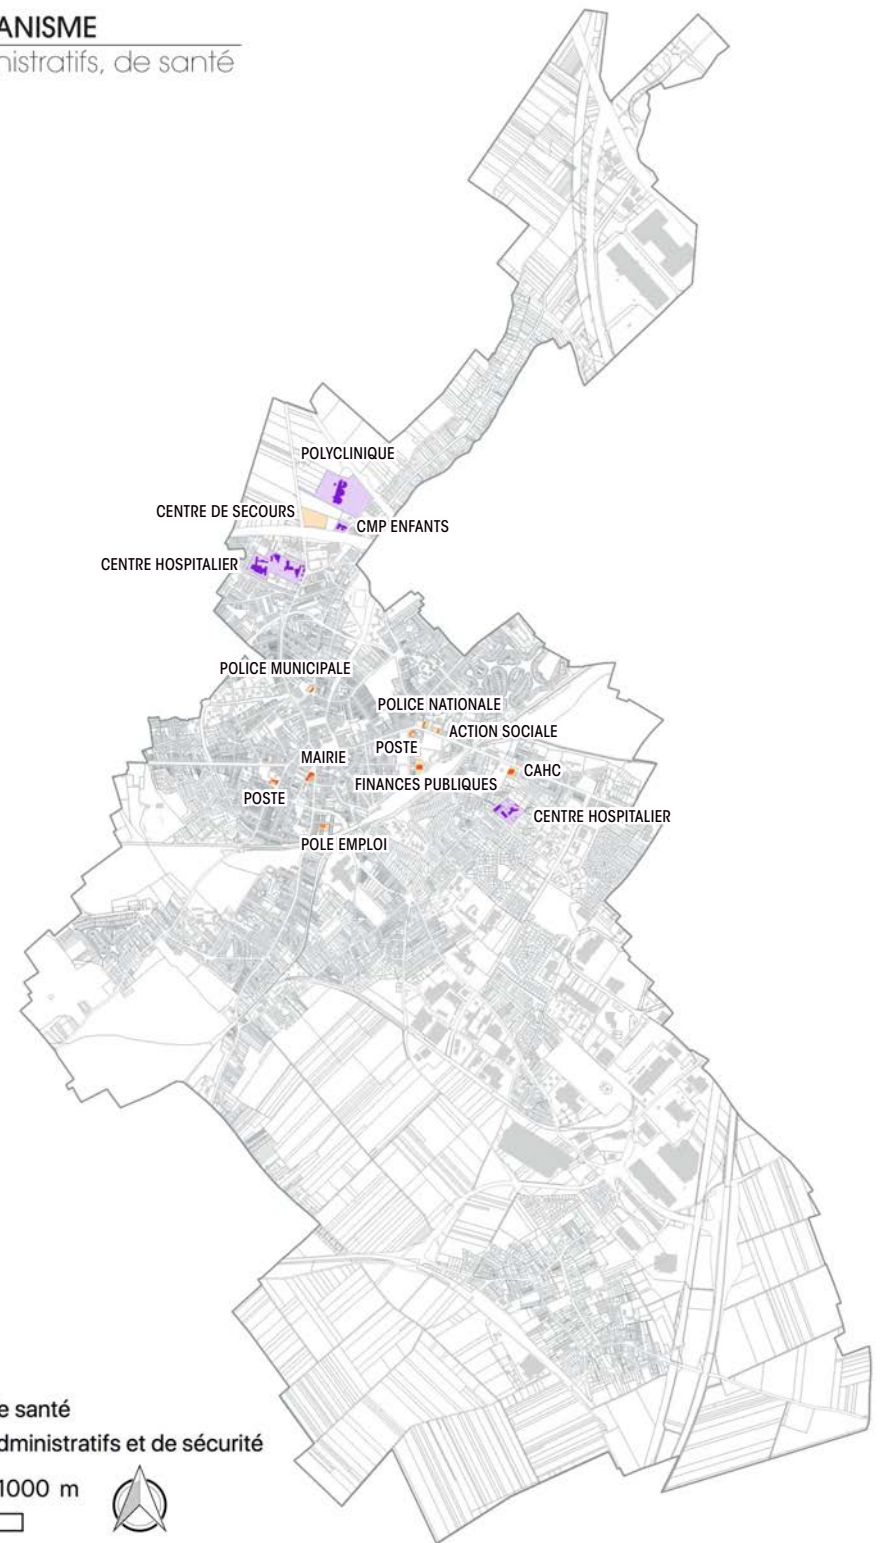 ANISME
nistratifs, de santé
POLYCLINIQUE
CENTRE DE SECOURS
CMP ENFANTS
CENTRE HOSPITALIER
POLICE MUNICIPALE
POLICE NATIONALE
ACTION SOCIALE
POSTE
MAIRIE
CAHC
FINANCES PUBLIQUES
POSTE
CENTRE HOSPITALIER
POLE EMPLOI
e santé
dministratifs et de sécurité
1000 m